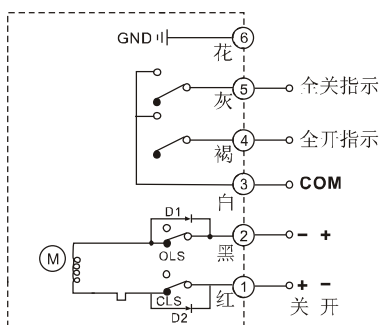 GND 6
花
5 全关指示
灰
4 全开指示
褐
3 COM
白
D1
2 − +
黑
OLS
M
1 + −
红 关 开
CLS
D2